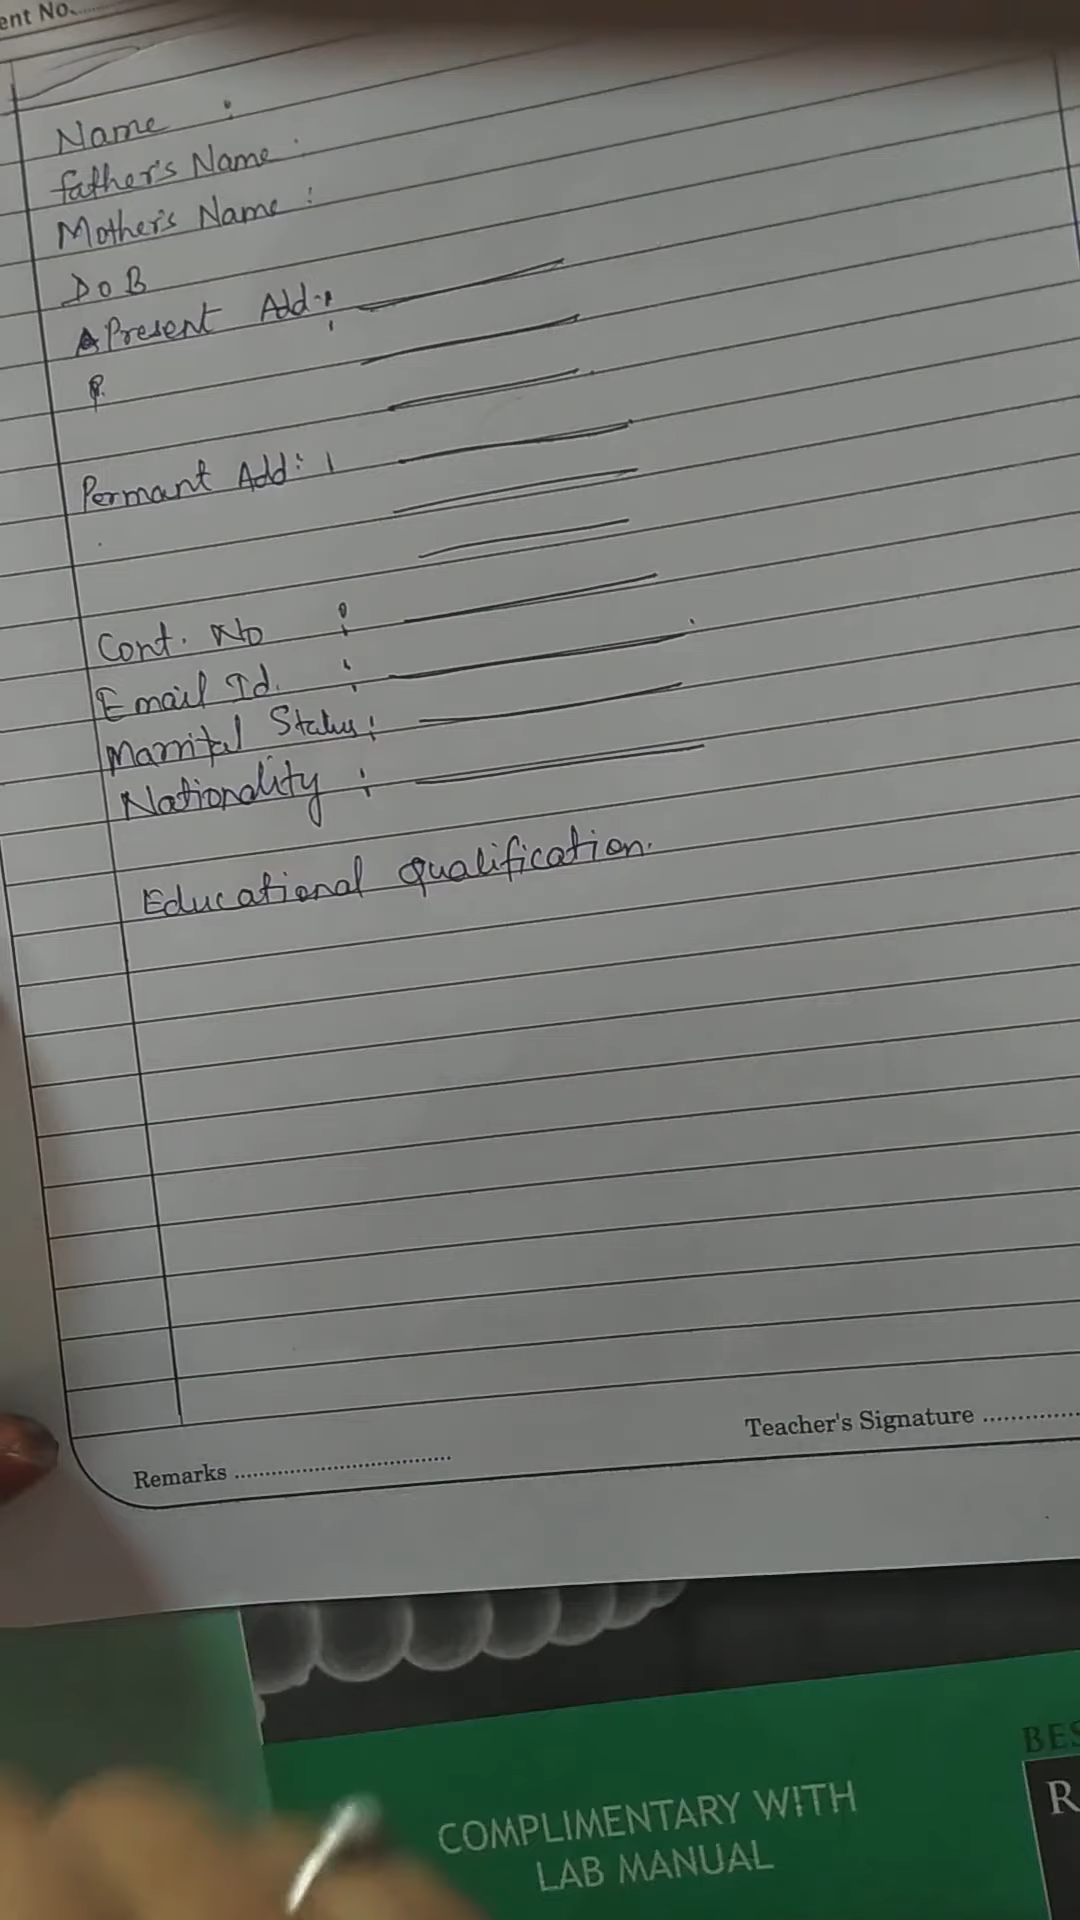 ent No.........
Name :
father's Name :
Mother's Name :
DoB
Present Add.:
P.
Permant Add:
Cont. No :
Email Id. :
Marrital Status:
Nationality :
Educational qualification.
Teacher's Signature ..............
Remarks ....................................
BES
R
COMPLIMENTARY WITH
LAB MANUAL